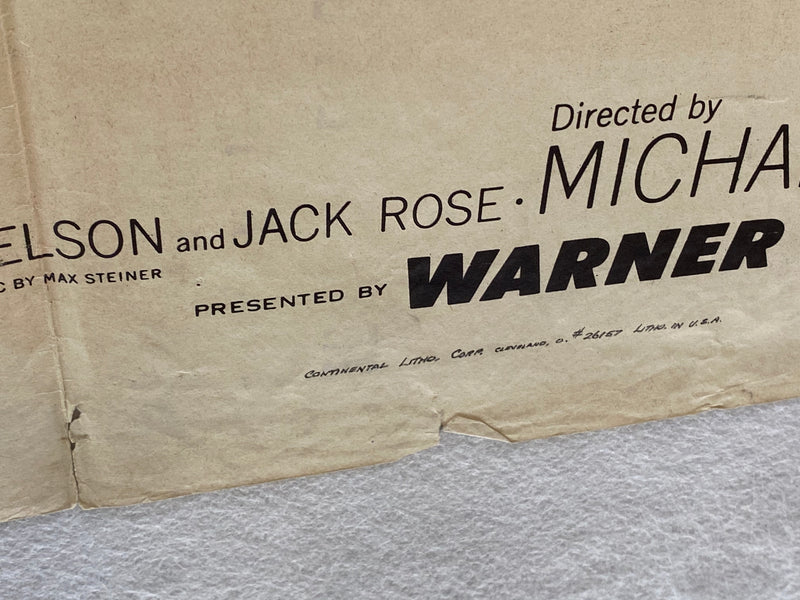 Directed by
ELSON and JACK ROSE · MICHA
C BY MAX STEINER
PRESENTED BY WARNER
CONTINENTAL LITHO. CORP. CLEVELAND, O. #26157 LITHO. IN U.S.A.